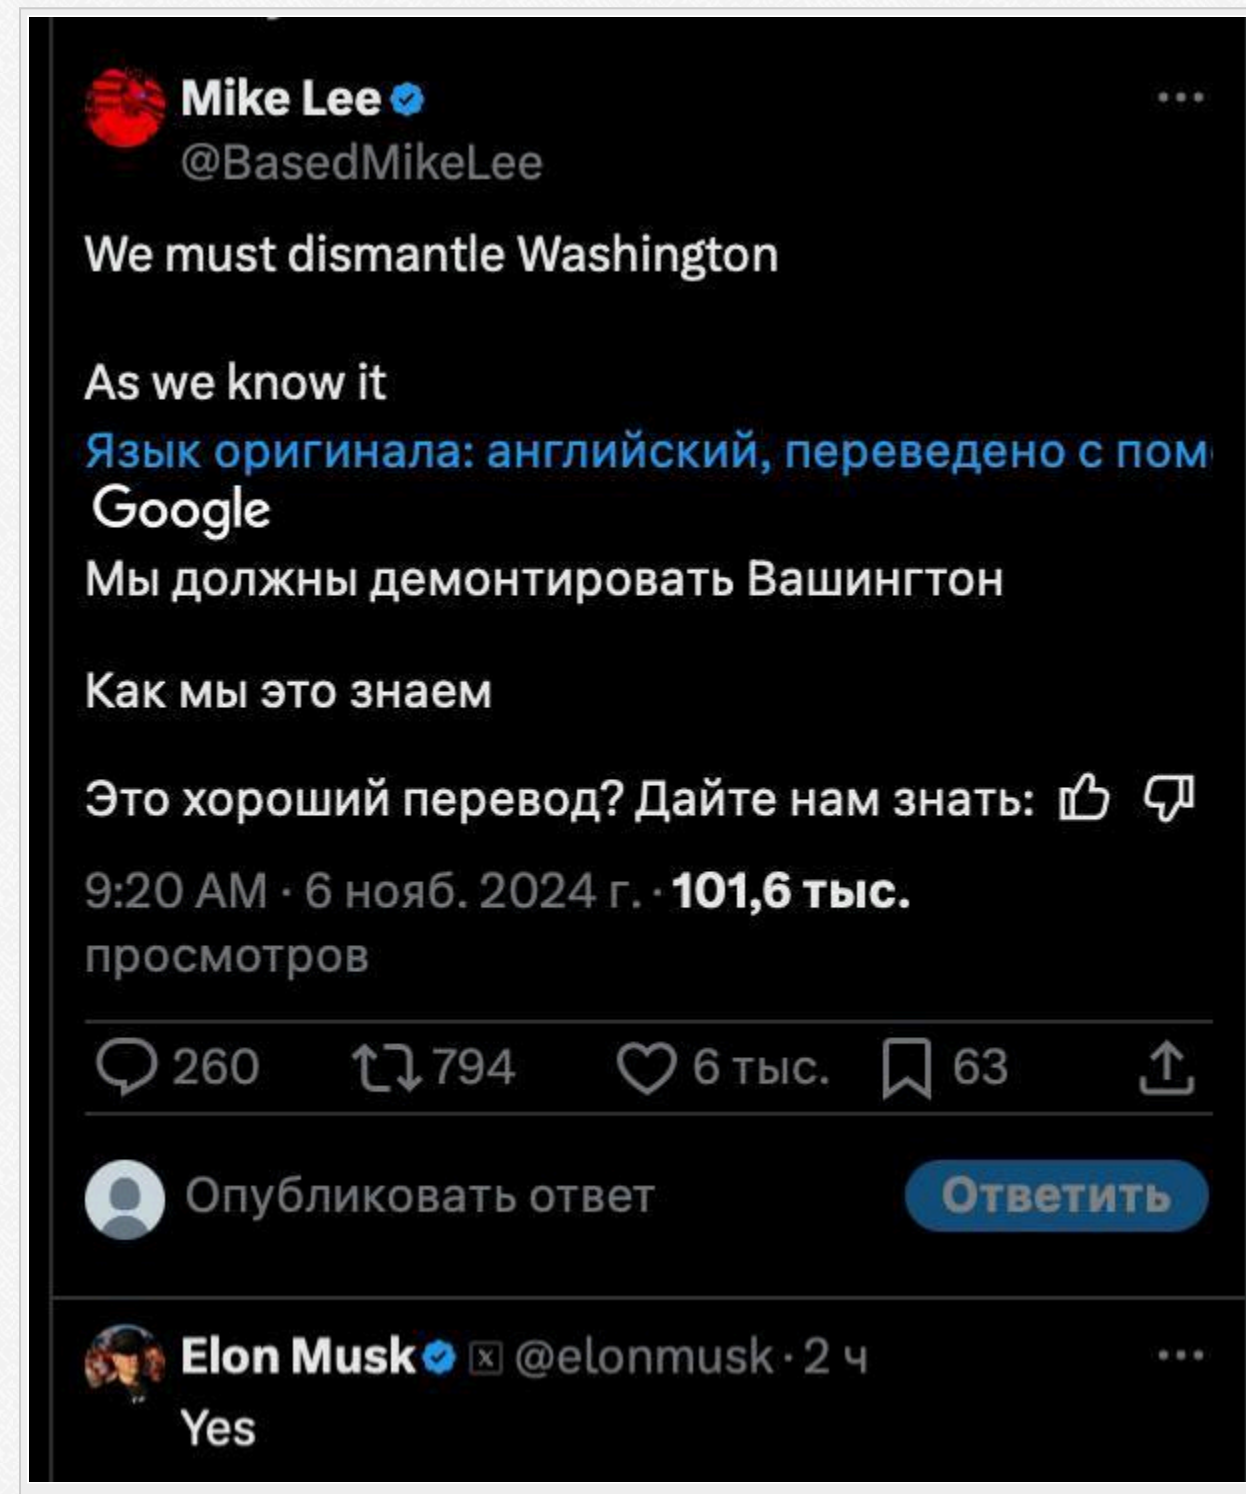 Mike Lee
@BasedMikeLee
We must dismantle Washington
As we know it
Язык оригинала: английский, переведено с пом
Google
Мы должны демонтировать Вашингтон
Как мы это знаем
Это хороший перевод? Дайте нам знать:
9:20 AM · 6 нояб. 2024 г. · 101,6 тыс.
просмотров
260 794 6 тыс. 63
Опубликовать ответ Ответить
Elon Musk X @elonmusk · 2 ч
Yes